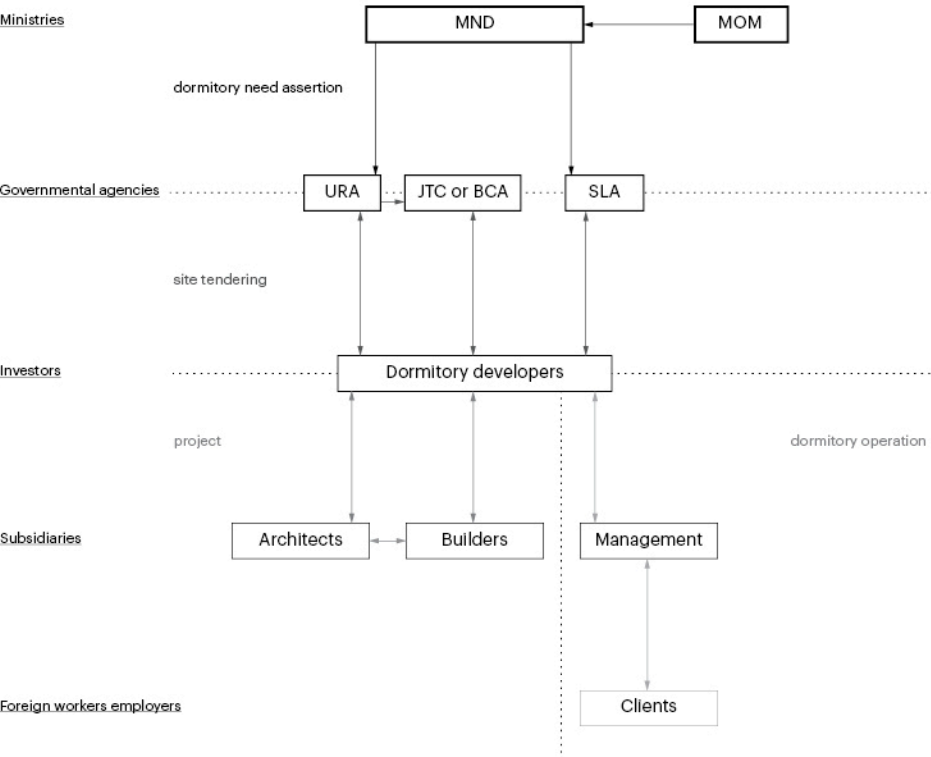 Ministries
MND
MOM
dormitory need assertion
Governmental agencies
URA
JTC or BCA
SLA
site tendering
Investors
Dormitory developers
project
dormitory operation
Subsidiaries
Architects
Builders
Management
Foreign workers employers
Clients